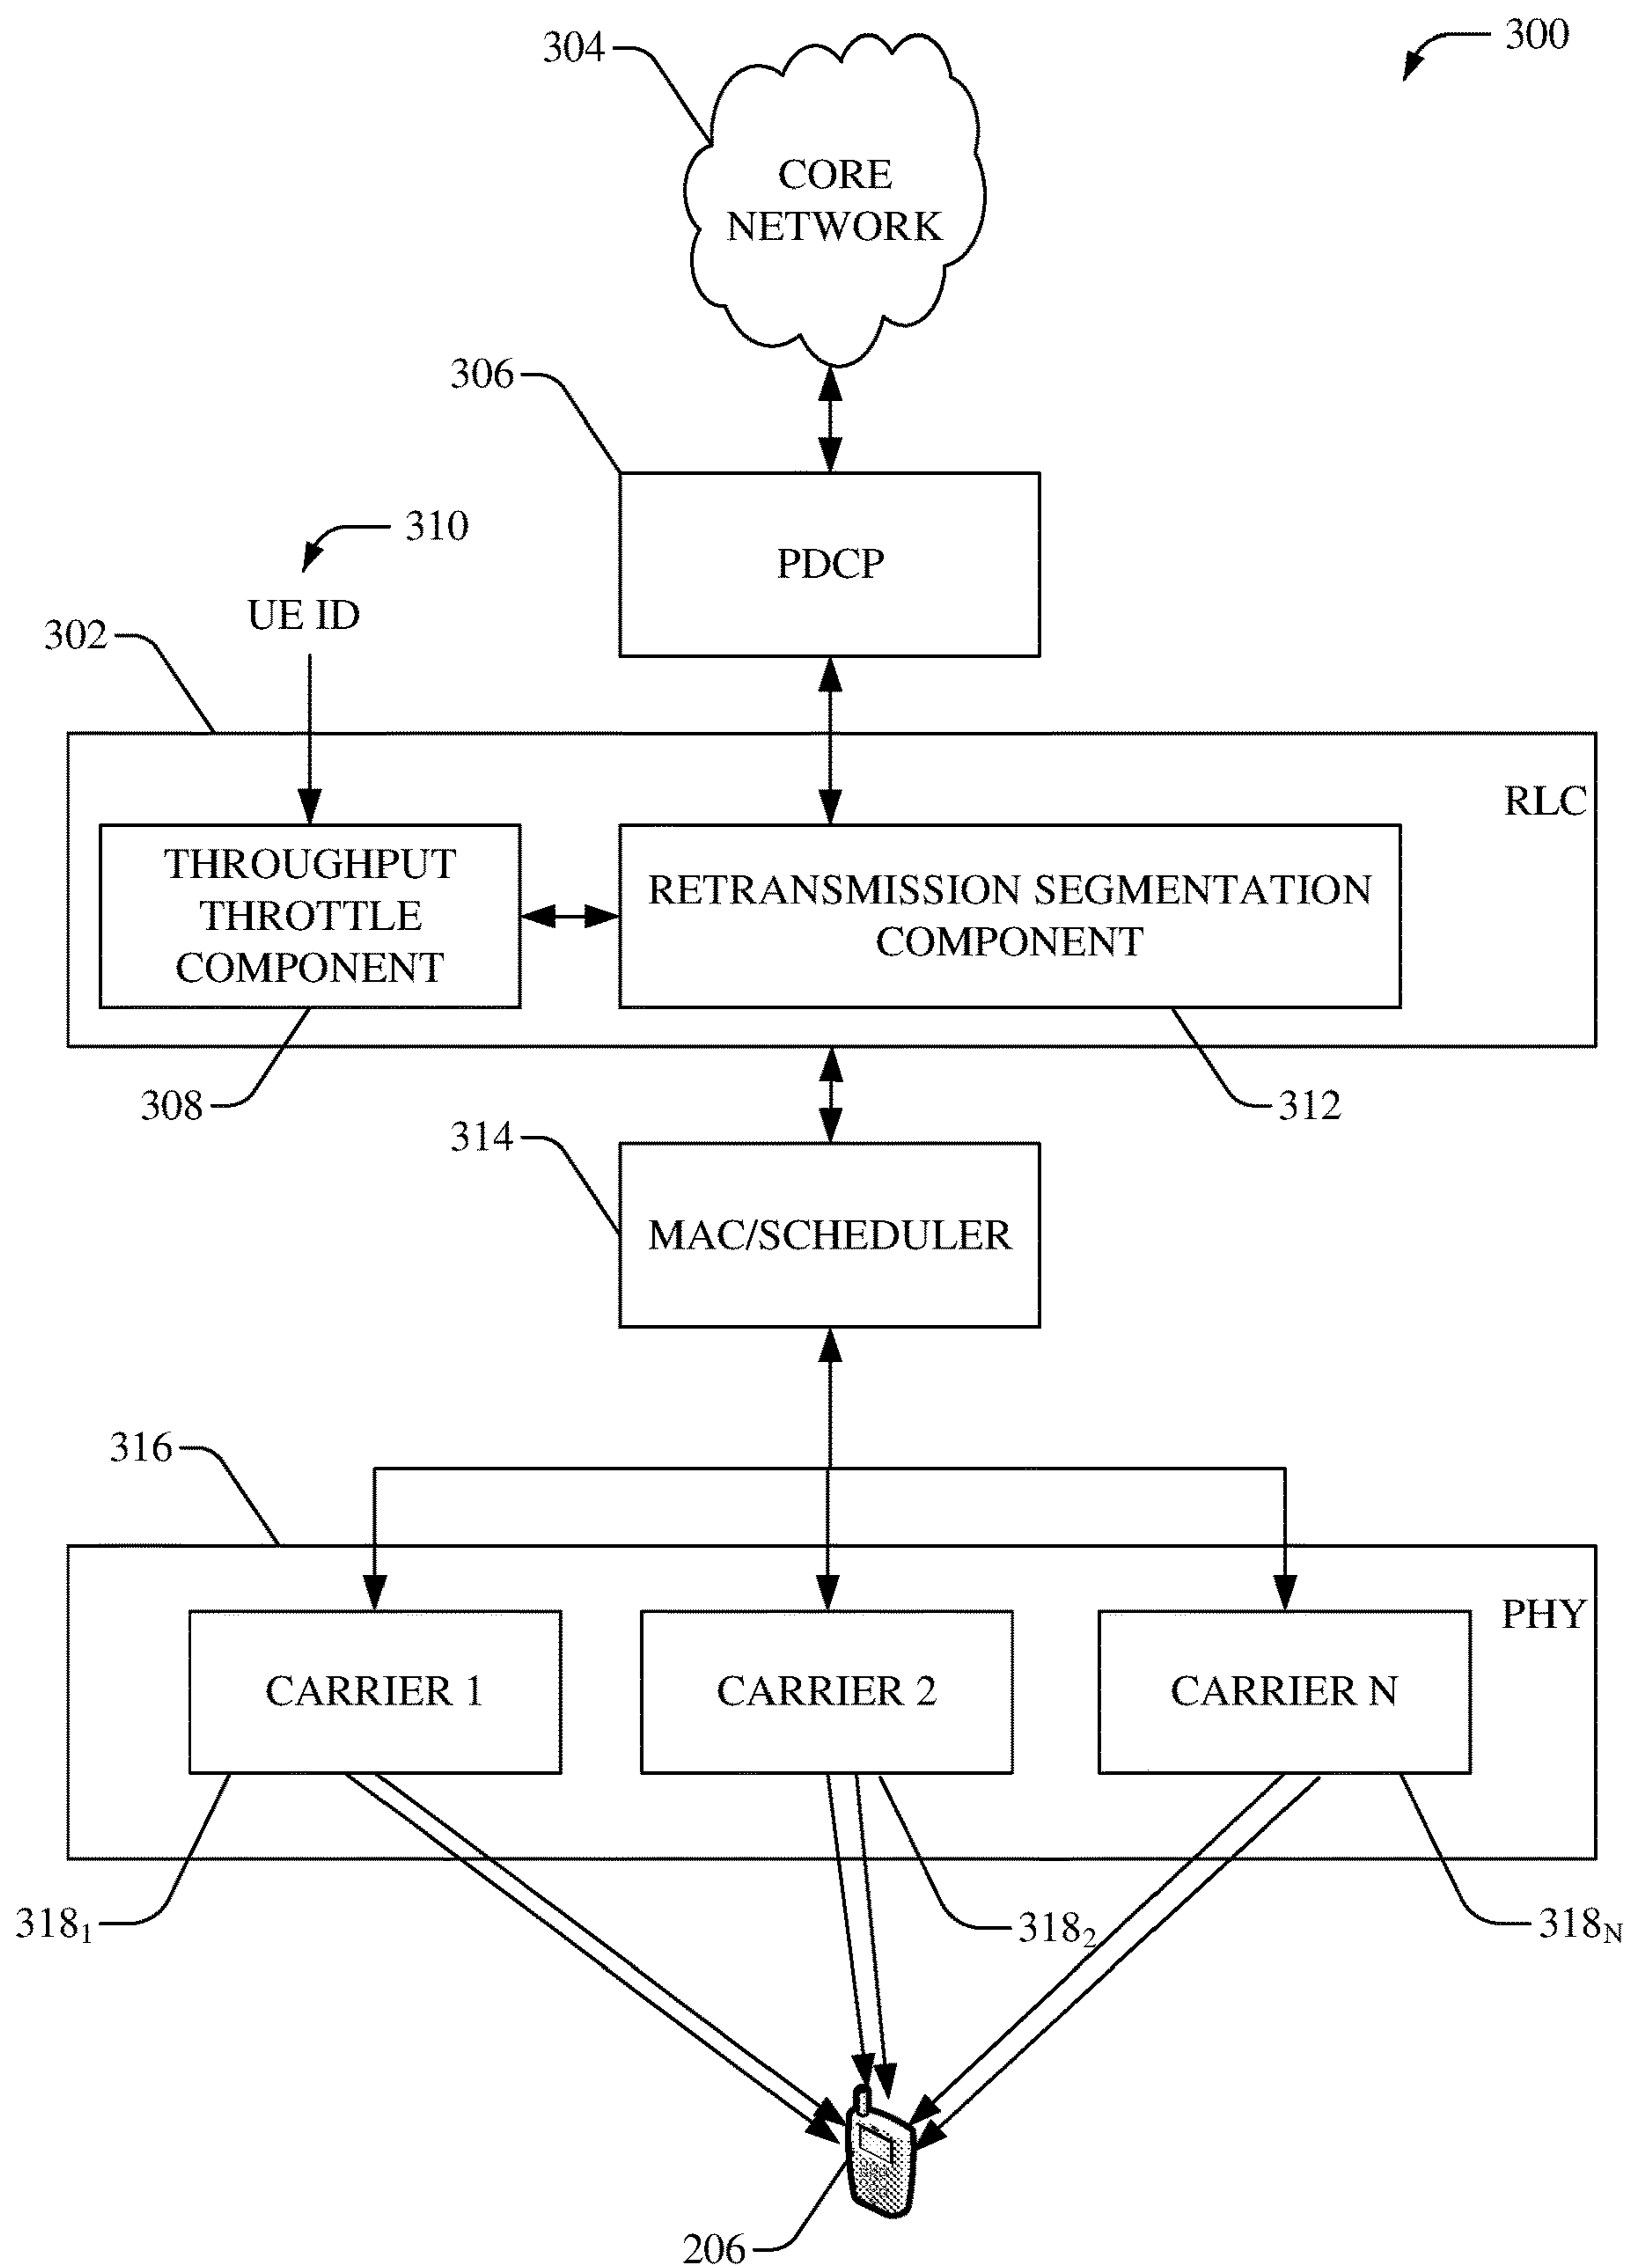 304
300
CORE
NETWORK
306
PDCP
310
UE ID
302
RLC
THROUGHPUT
THROTTLE
COMPONENT
RETRANSMISSION SEGMENTATION
COMPONENT
308
312
314
MAC/SCHEDULER
316
PHY
CARRIER 1
CARRIER 2
CARRIER N
318₁
318₂
318N
206